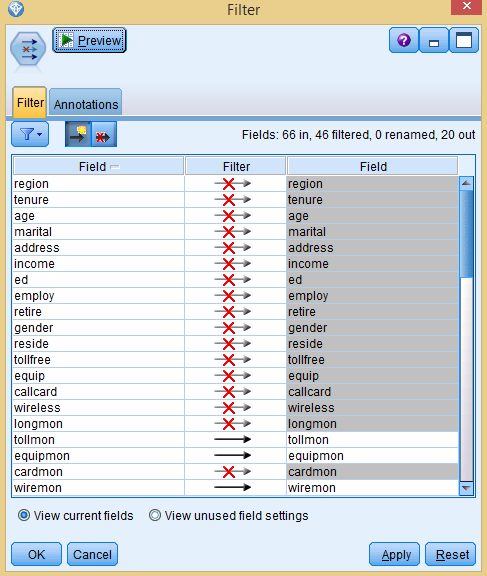 Filter
Preview
?
Filter Annotations
Fields: 66 in, 46 filtered, 0 renamed, 20 out
Field Filter Field
region region
tenure tenure
age age
marital marital
address address
income income
ed ed
employ employ
retire retire
gender gender
reside reside
tollfree tollfree
equip equip
callcard callcard
wireless wireless
longmon longmon
tollmon tollmon
equipmon equipmon
cardmon cardmon
wiremon wiremon
View current fields View unused field settings
OK Cancel Apply Reset